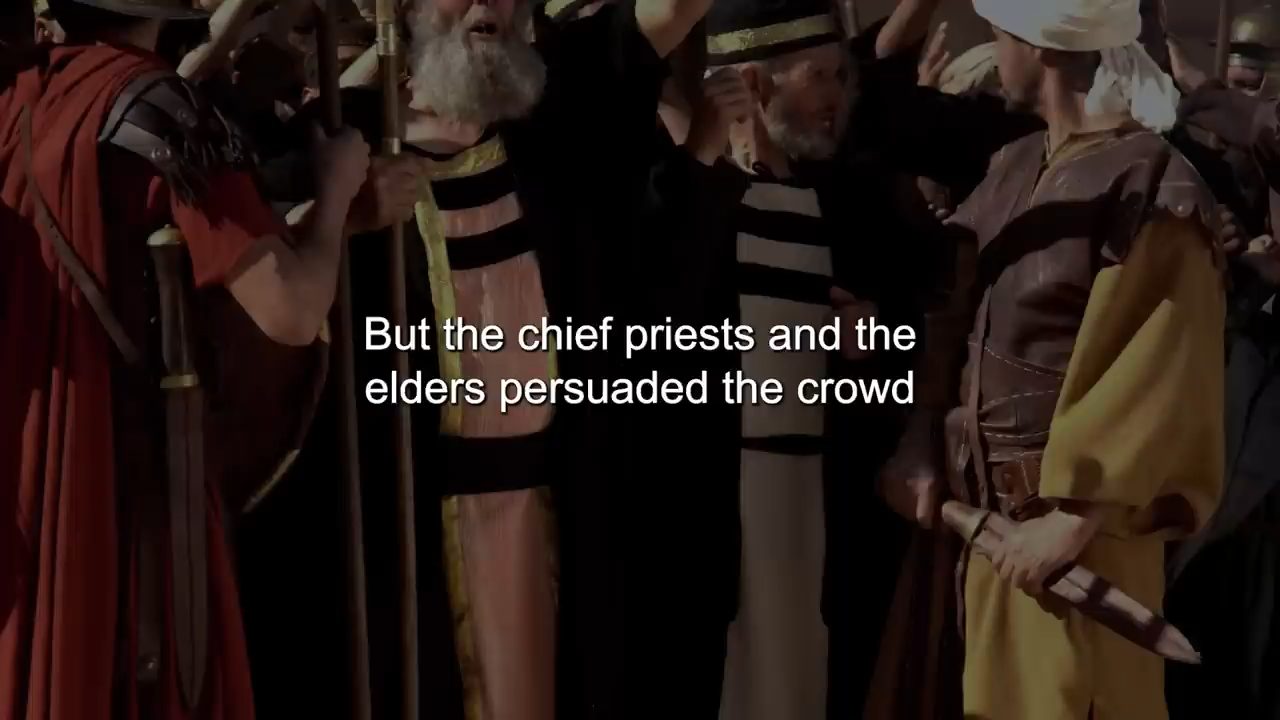 But the chief priests and the
elders persuaded the crowd